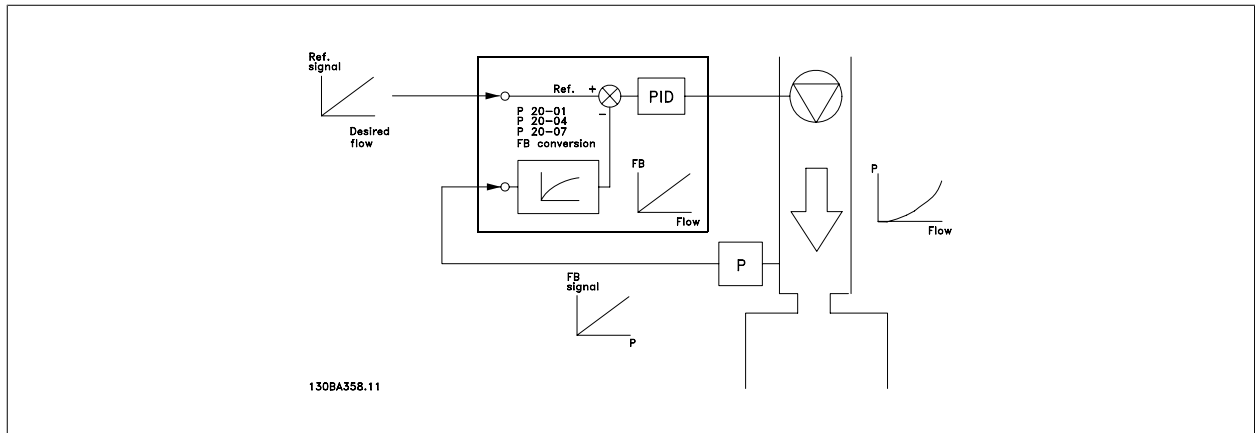 Ref.
signal
Desired
flow
Ref.
+
-
PID
P 20-01
P 20-04
P 20-07
FB conversion
FB
Flow
P
Flow
P
FB
signal
P
130BA358.11